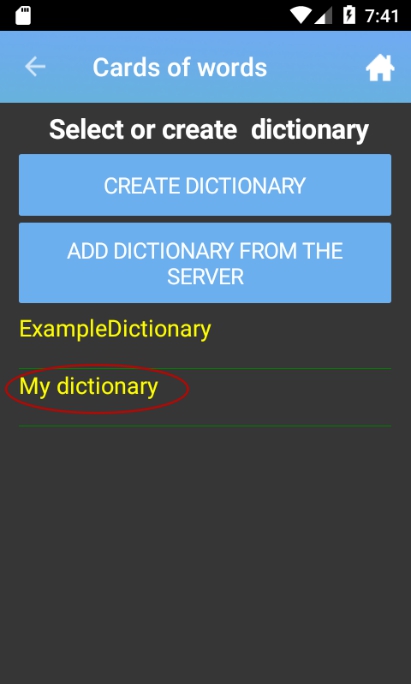 7:41
Cards of words
Select or create dictionary
CREATE DICTIONARY
ADD DICTIONARY FROM THE
SERVER
ExampleDictionary
My dictionary